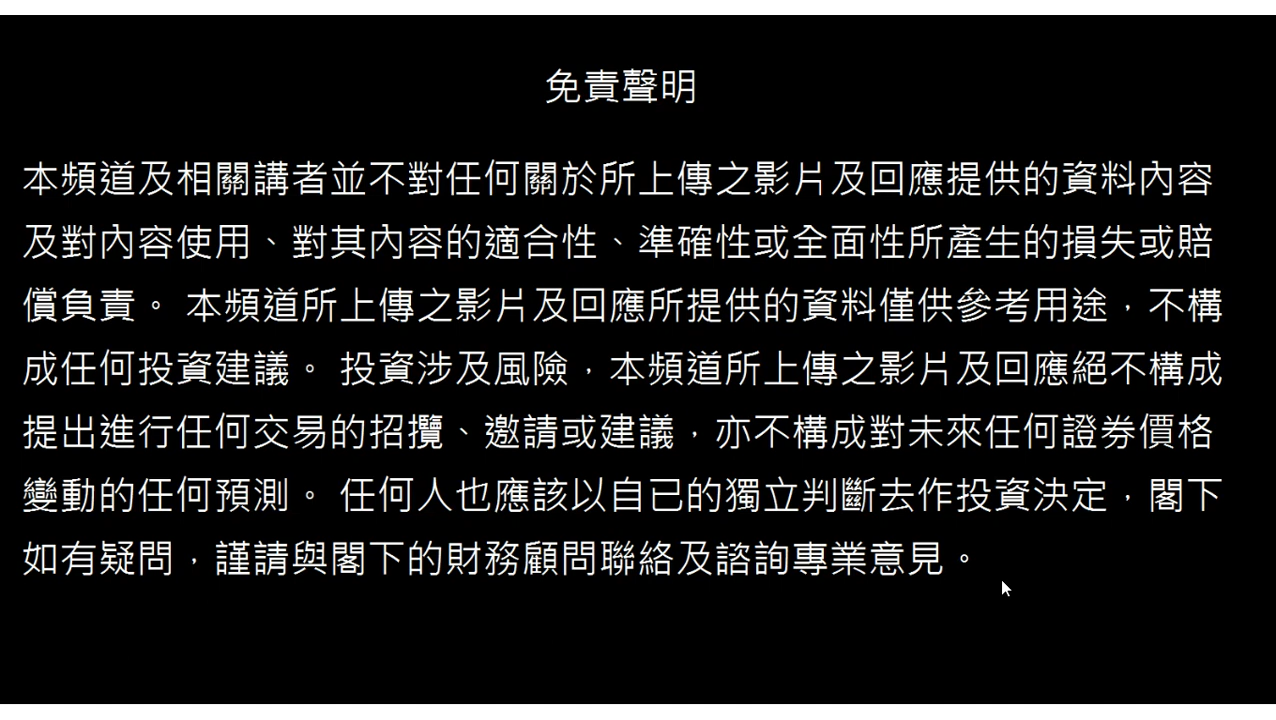 免責聲明
本頻道及相關講者並不對任何關於所上傳之影片及回應提供的資料內容
及對內容使用、對其內容的適合性、準確性或全面性所產生的損失或賠
償負責。 本頻道所上傳之影片及回應所提供的資料僅供參考用途，不構
成任何投資建議。 投資涉及風險，本頻道所上傳之影片及回應絕不構成
提出進行任何交易的招攬、邀請或建議，亦不構成對未來任何證券價格
變動的任何預測。 任何人也應該以自已的獨立判斷去作投資決定，閣下
如有疑問，謹請與閣下的財務顧問聯絡及諮詢專業意見。